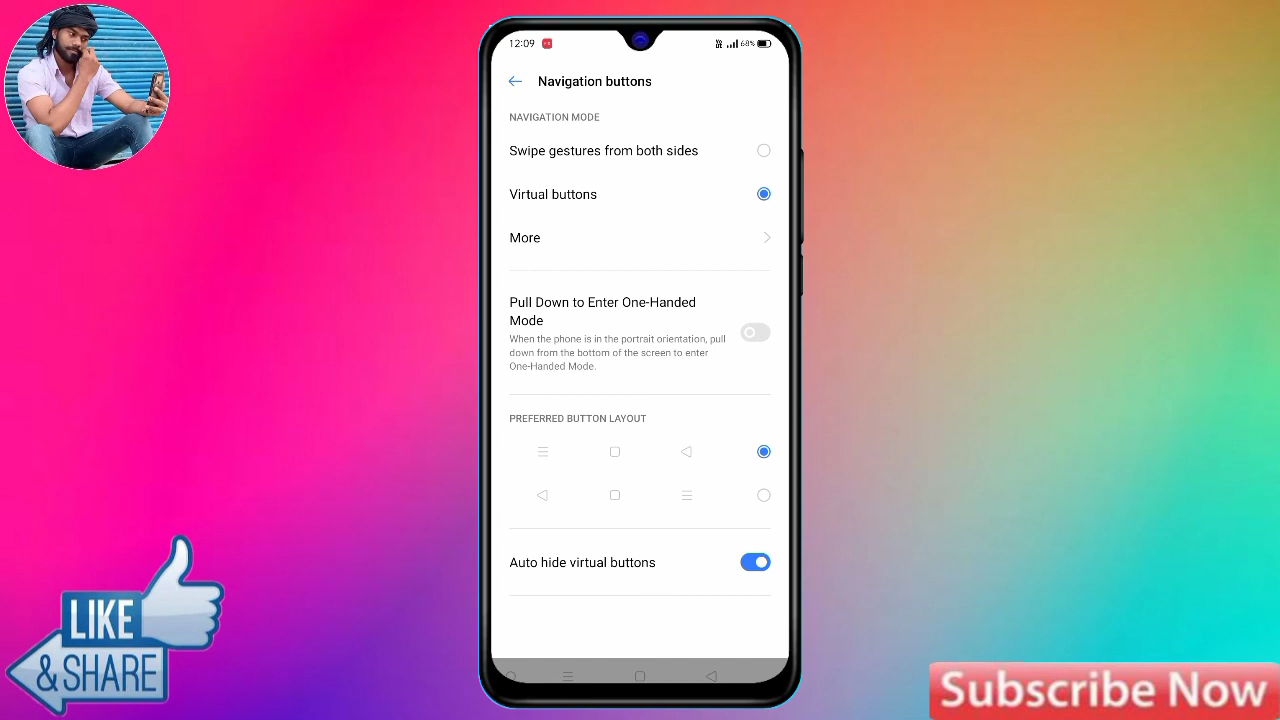 12:09
68%
Navigation buttons
NAVIGATION MODE
Swipe gestures from both sides
Virtual buttons
More
Pull Down to Enter One-Handed
Mode
When the phone is in the portrait orientation, pull
down from the bottom of the screen to enter
One-Handed Mode.
PREFERRED BUTTON LAYOUT
Auto hide virtual buttons
LIKE
& SHARE
Subscribe Now